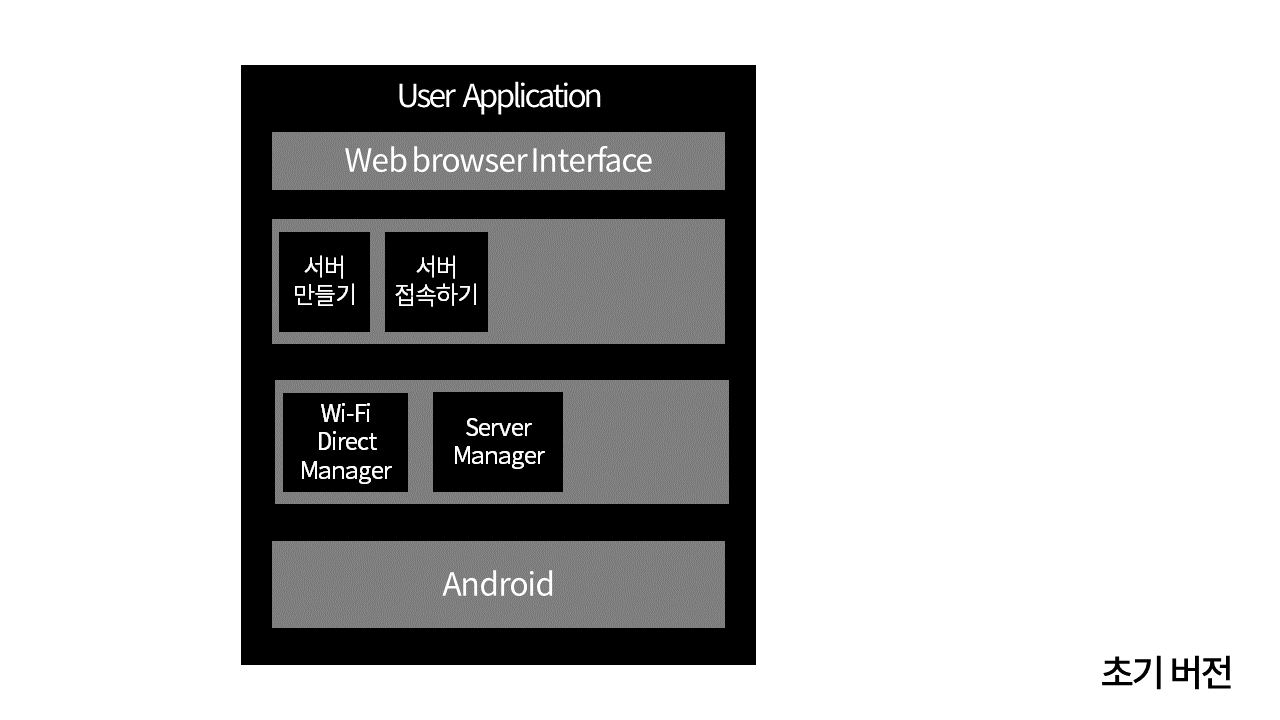 User Application
Web browser Interface
서버
만들기
서버
접속하기
Wi-Fi
Direct
Manager
Server
Manager
Android
초기 버전